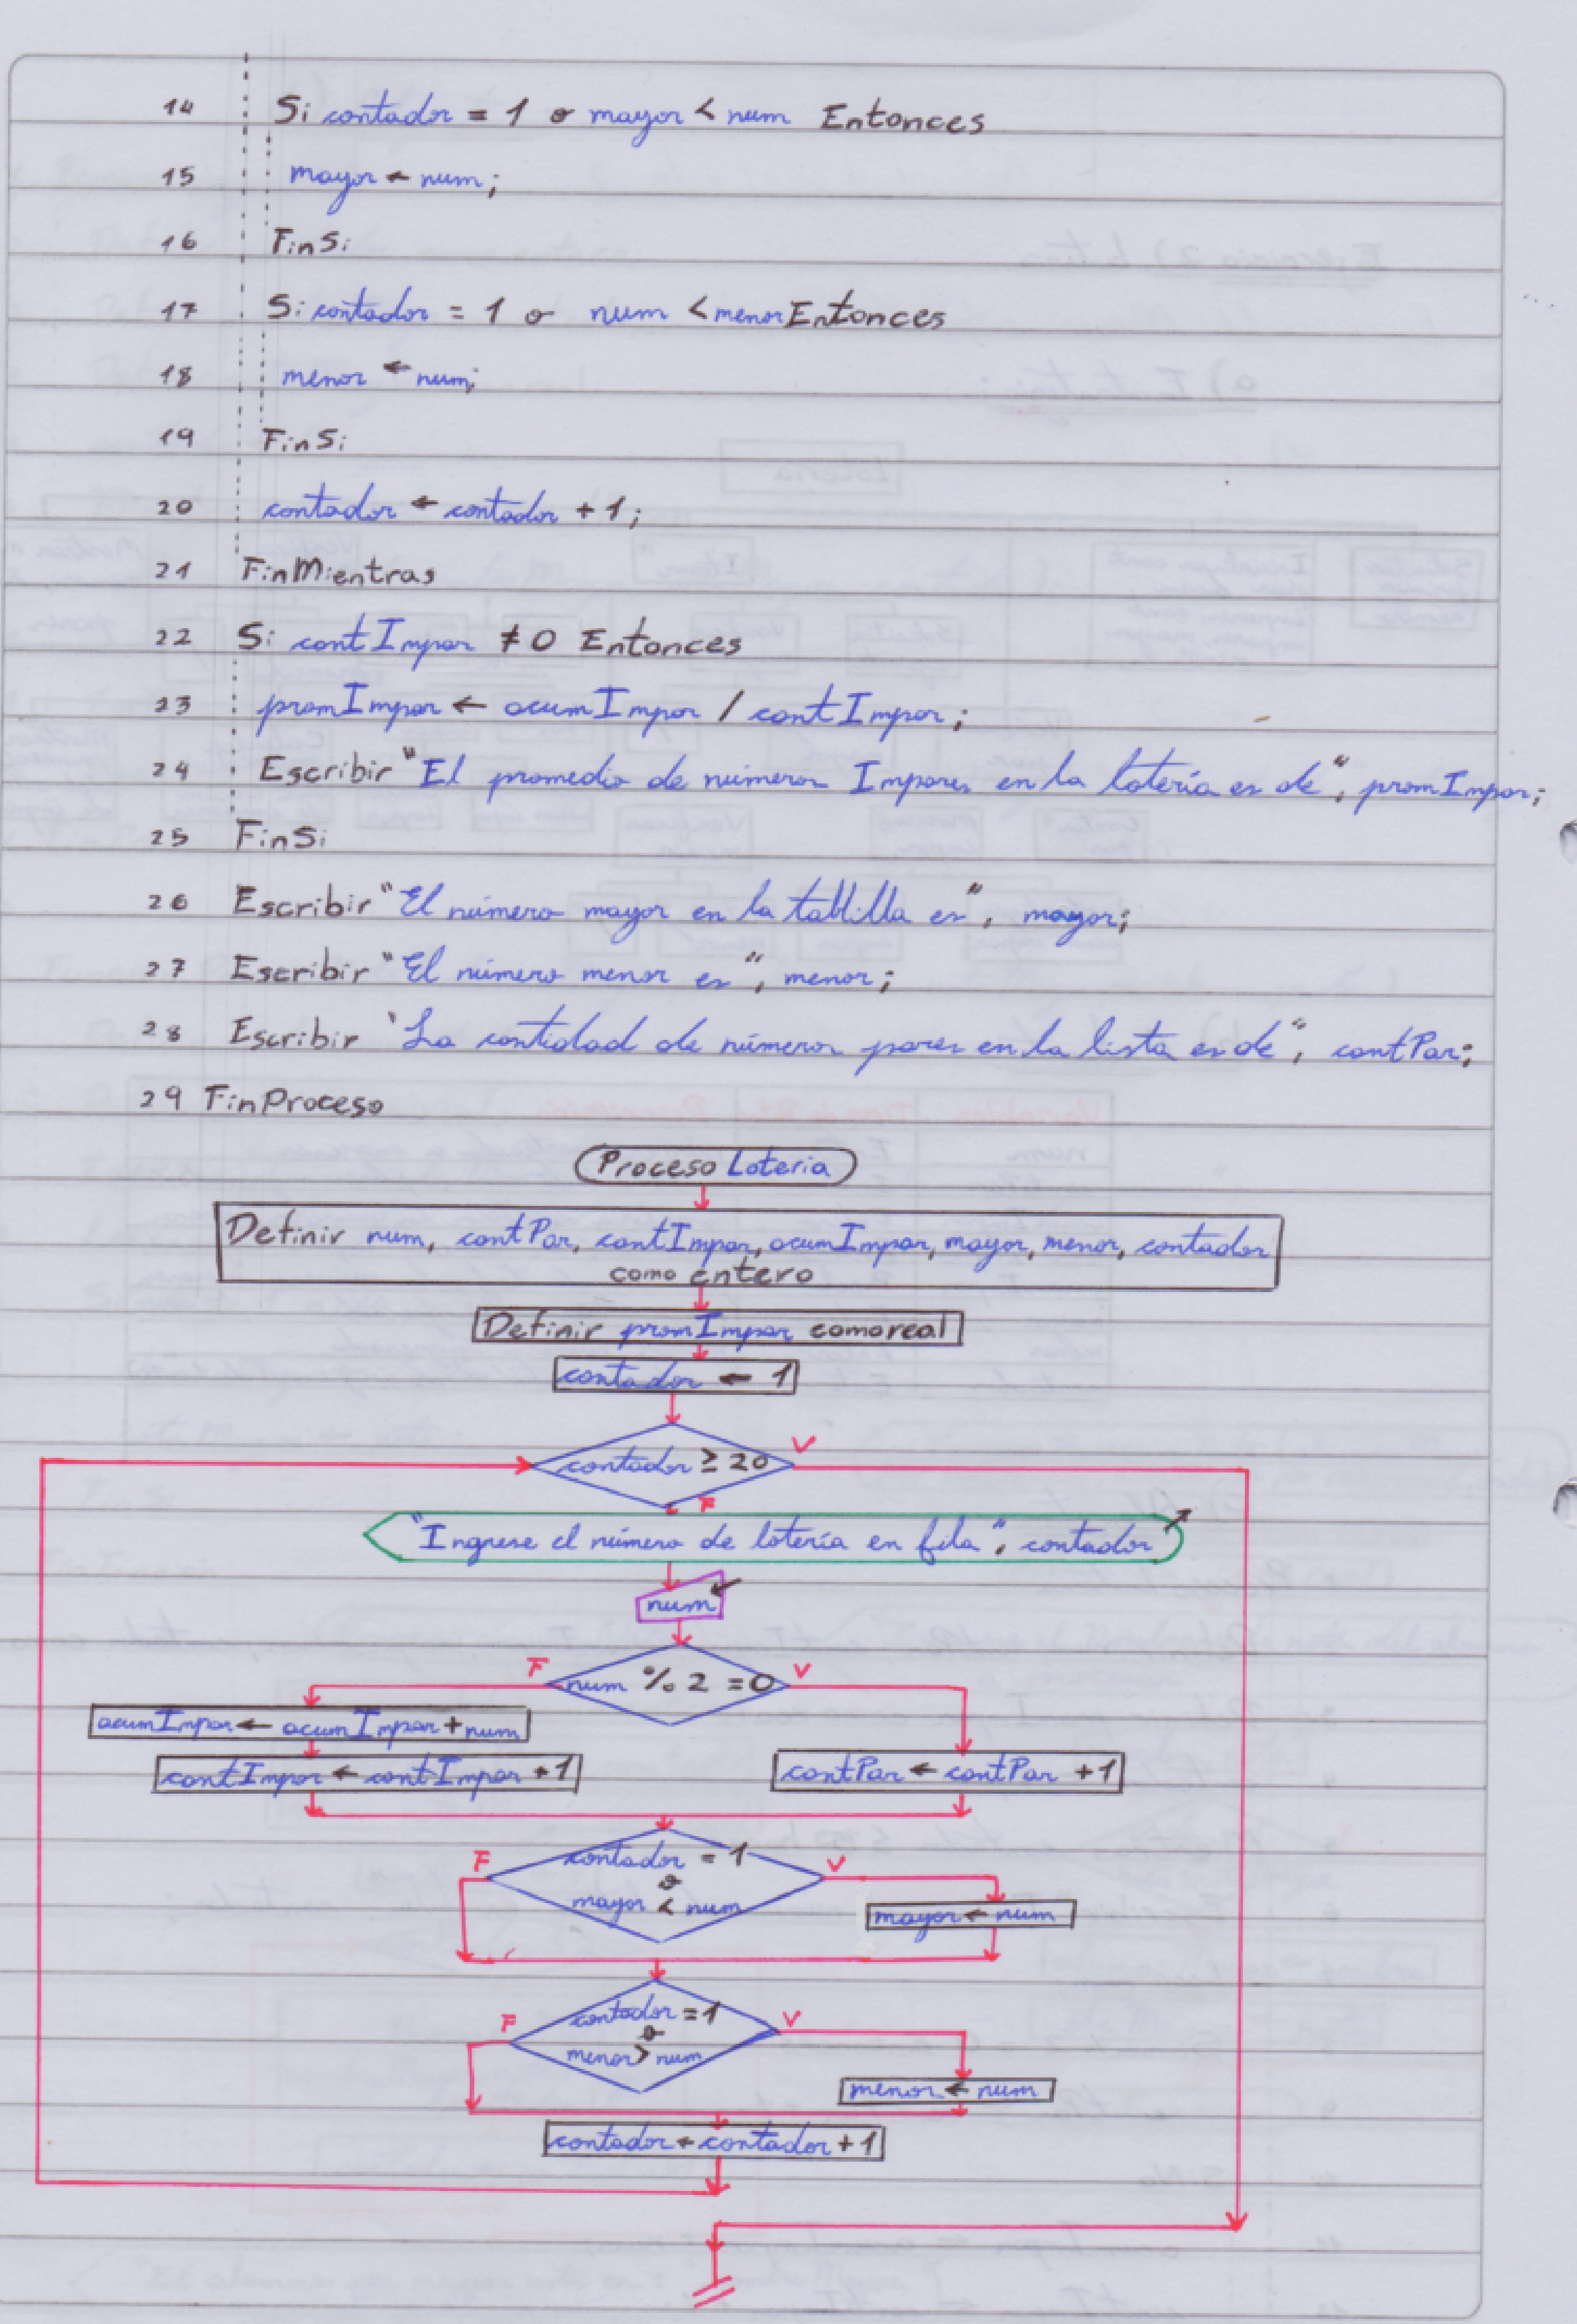 14 Si contador = 1 o mayor < num Entonces
15 mayor ← num;
16 FinSi
17 Si contador = 1 o num < menor Entonces
18 menor ← num;
19 FinSi
20 contador ← contador + 1;
21 FinMientras
22 Si contImpar ≠ 0 Entonces
23 promImpar ← acumImpar / contImpar;
24 Escribir "El promedio de números Impares en la lotería es de", promImpar;
25 FinSi
26 Escribir "El número mayor en la tablilla es", mayor;
27 Escribir "El número menor es", menor;
28 Escribir "La cantidad de números pares en la lista es de", contPar;
29 FinProceso
Proceso Loteria
Definir num, contPar, contImpar, acumImpar, mayor, menor, contador
como entero
Definir promImpar como real
contador ← 1
contador ≥ 20
V
F
"Ingrese el número de lotería en fila", contador
num
F num % 2 = 0 V
acumImpar ← acumImpar + num
contImpar ← contImpar + 1 contPar ← contPar + 1
F contador = 1 V
o
mayor < num
mayor ← num
F contador = 1 V
o
menor > num
menor ← num
contador ← contador + 1